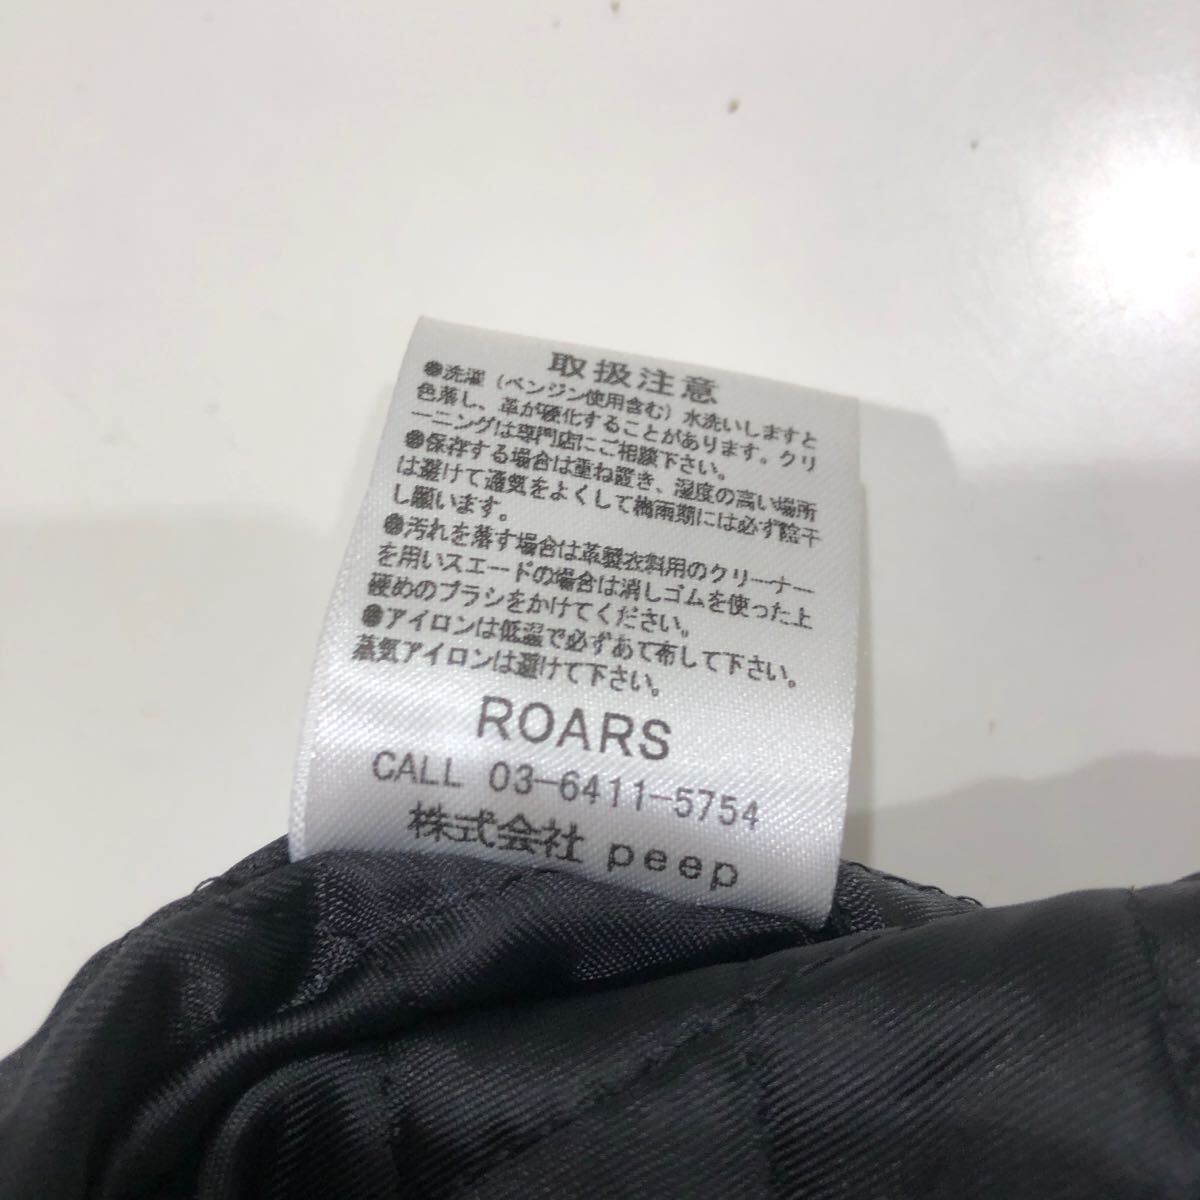 取扱注意
●洗濯（ベンジン使用含む）水洗いしますと
色落し、革が硬化することがあります。クリ
ーニングは専門店にご相談下さい。
●保存する場合は重ね置き、湿度の高い場所
は避けて通気をよくして梅雨期には必ず陰干
し願います。
●汚れを落す場合は革製衣料用のクリーナー
を用いスエードの場合は消しゴムを使った上
硬めのブラシをかけてください。
●アイロンは低温で必ずあて布して下さい。
蒸気アイロンは避けて下さい。
ROARS
CALL 03-6411-5754
株式会社 peep